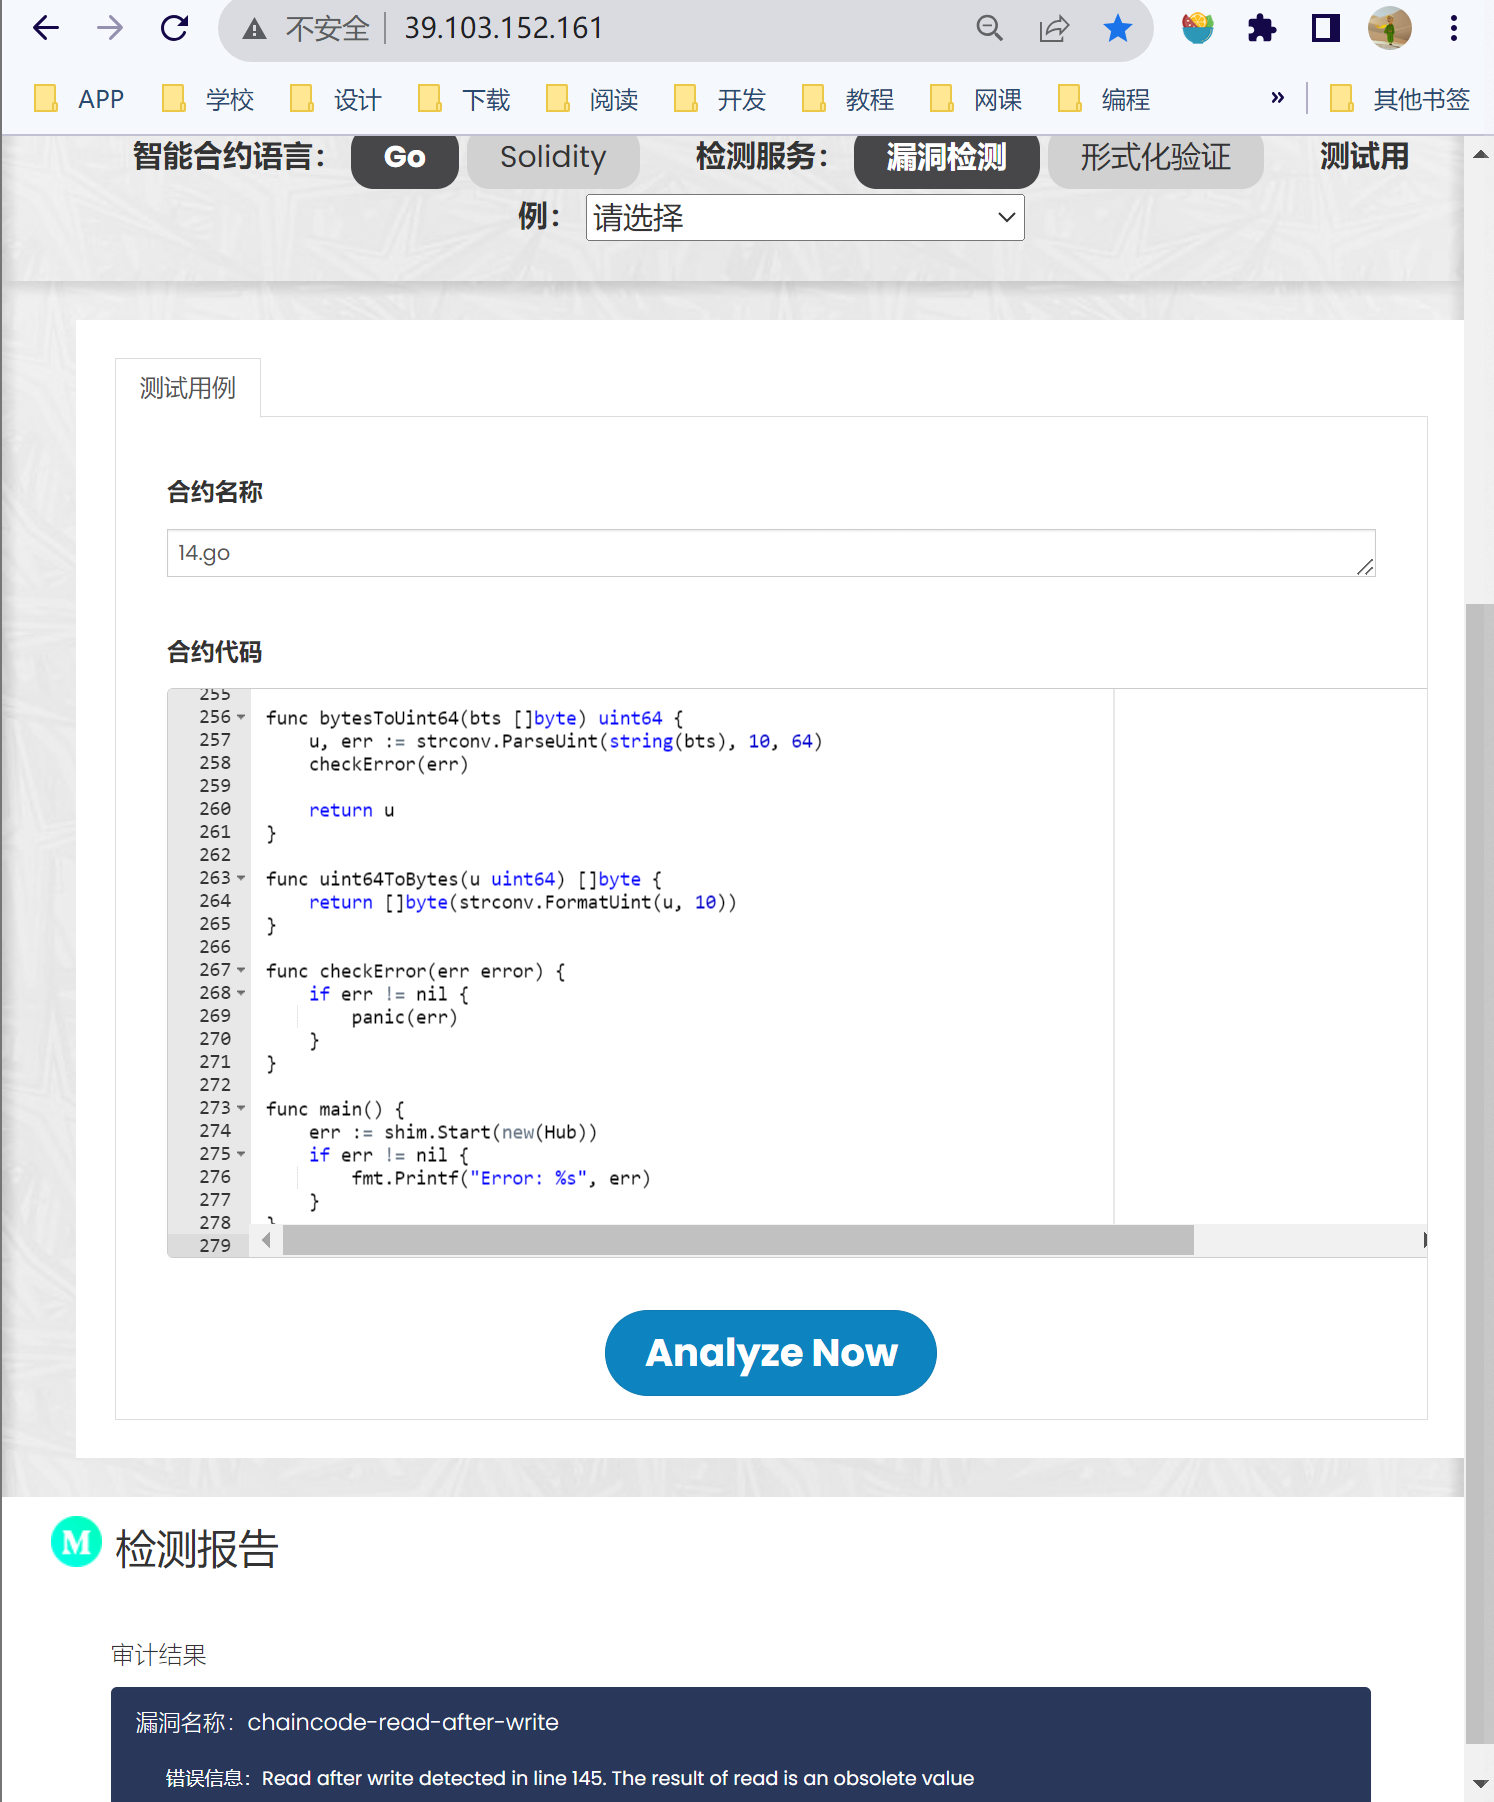 不安全 39.103.152.161
APP 学校 设计 下载 阅读 开发 教程 网课 编程 » 其他书签
智能合约语言： Go Solidity 检测服务： 漏洞检测 形式化验证 测试用
例： 请选择
测试用例
合约名称
14.go
合约代码
255
256 func bytesToUint64(bts []byte) uint64 {
257 u, err := strconv.ParseUint(string(bts), 10, 64)
258 checkError(err)
259
260 return u
261 }
262
263 func uint64ToBytes(u uint64) []byte {
264 return []byte(strconv.FormatUint(u, 10))
265 }
266
267 func checkError(err error) {
268 if err != nil {
269 panic(err)
270 }
271 }
272
273 func main() {
274 err := shim.Start(new(Hub))
275 if err != nil {
276 fmt.Printf("Error: %s", err)
277 }
278 }
279
Analyze Now
M 检测报告
审计结果
漏洞名称：chaincode-read-after-write
错误信息：Read after write detected in line 145. The result of read is an obsolete value